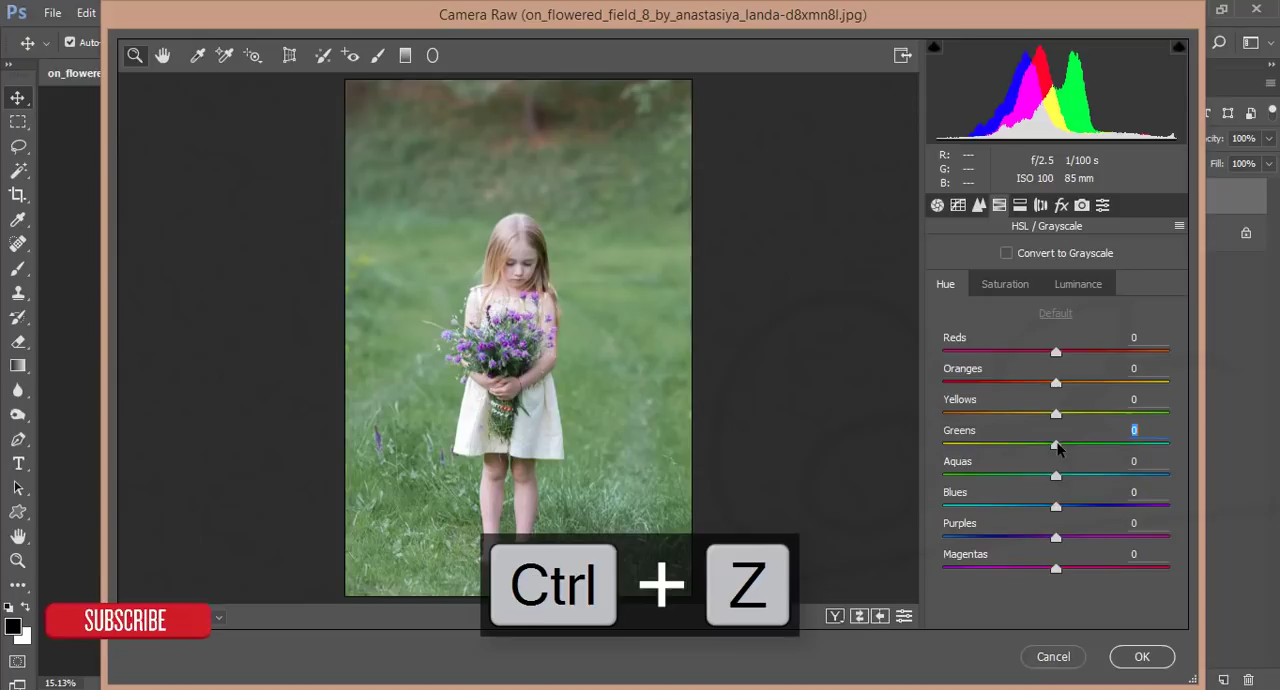 Ps File Edit
Camera Raw (on_flowered_field_8_by_anastasiya_landa-d8xmn8l.jpg)
Auto
on_flowere
R: ---
G: ---
B: ---
f/2.5 1/100 s
ISO 100 85 mm
HSL / Grayscale
Convert to Grayscale
Hue Saturation Luminance
Default
Reds 0
Oranges 0
Yellows 0
Greens 0
Aquas 0
Blues 0
Purples 0
Magentas 0
100%
Fill: 100%
Ctrl + Z
SUBSCRIBE
Y
Cancel OK
15.13%